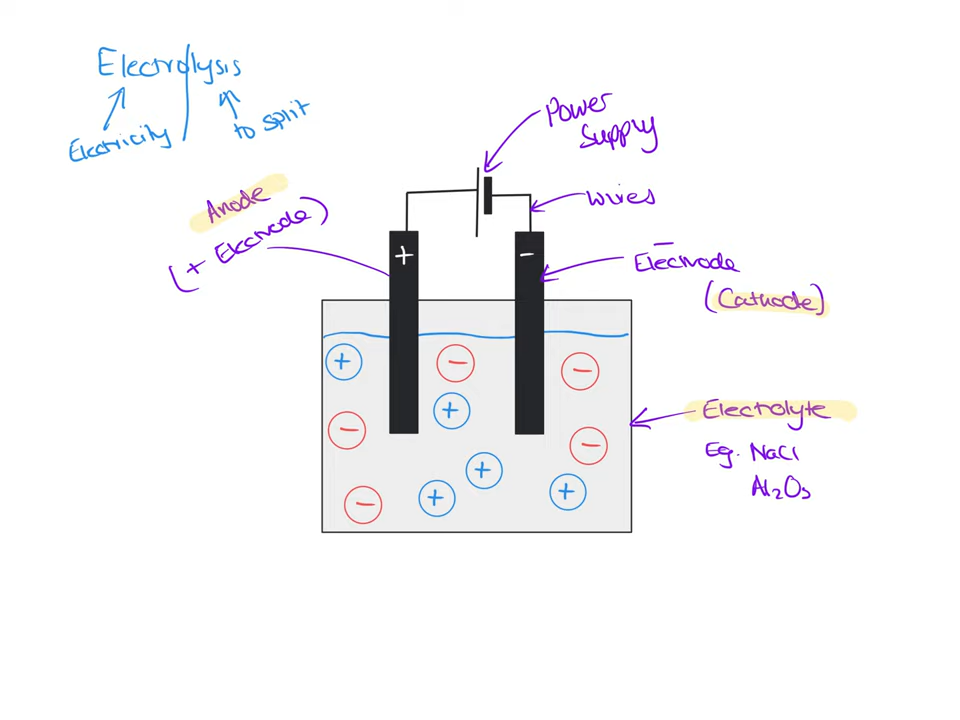 Electrolysis
Electricity
to split
Power
Supply
Wires
Anode
(+ Electrode)
+
−
− Electrode
(Cathode)
+
−
−
+
−
−
+
+
+
−
Electrolyte
Eg. NaCl
Al₂O₃